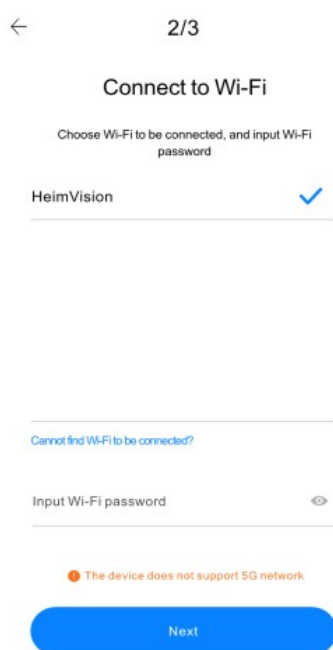 2/3
Connect to Wi-Fi
Choose Wi-Fi to be connected, and input Wi-Fi
password
HeimVision
Cannot find Wi-Fi to be connected?
Input Wi-Fi password
The device does not support 5G network
Next